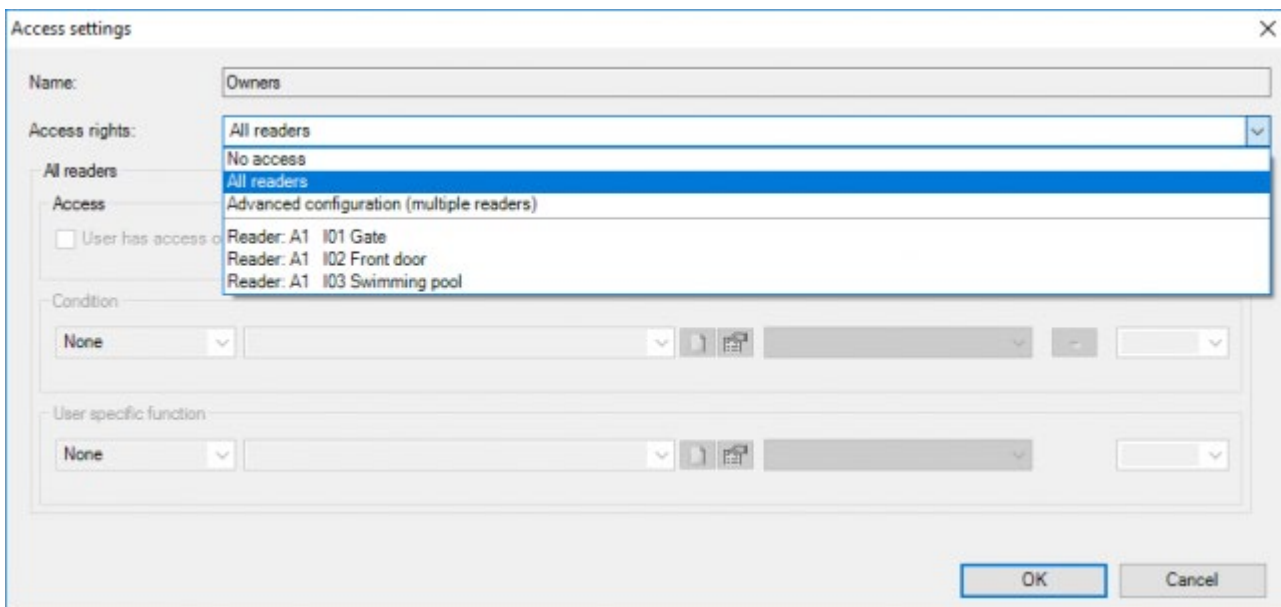 Access settings
Name: Owners
Access rights: All readers
No access
All readers
All readers
Advanced configuration (multiple readers)
Access
User has access o
Reader: A1 I01 Gate
Reader: A1 I02 Front door
Reader: A1 I03 Swimming pool
Condition
None
User specific function
None
OK Cancel